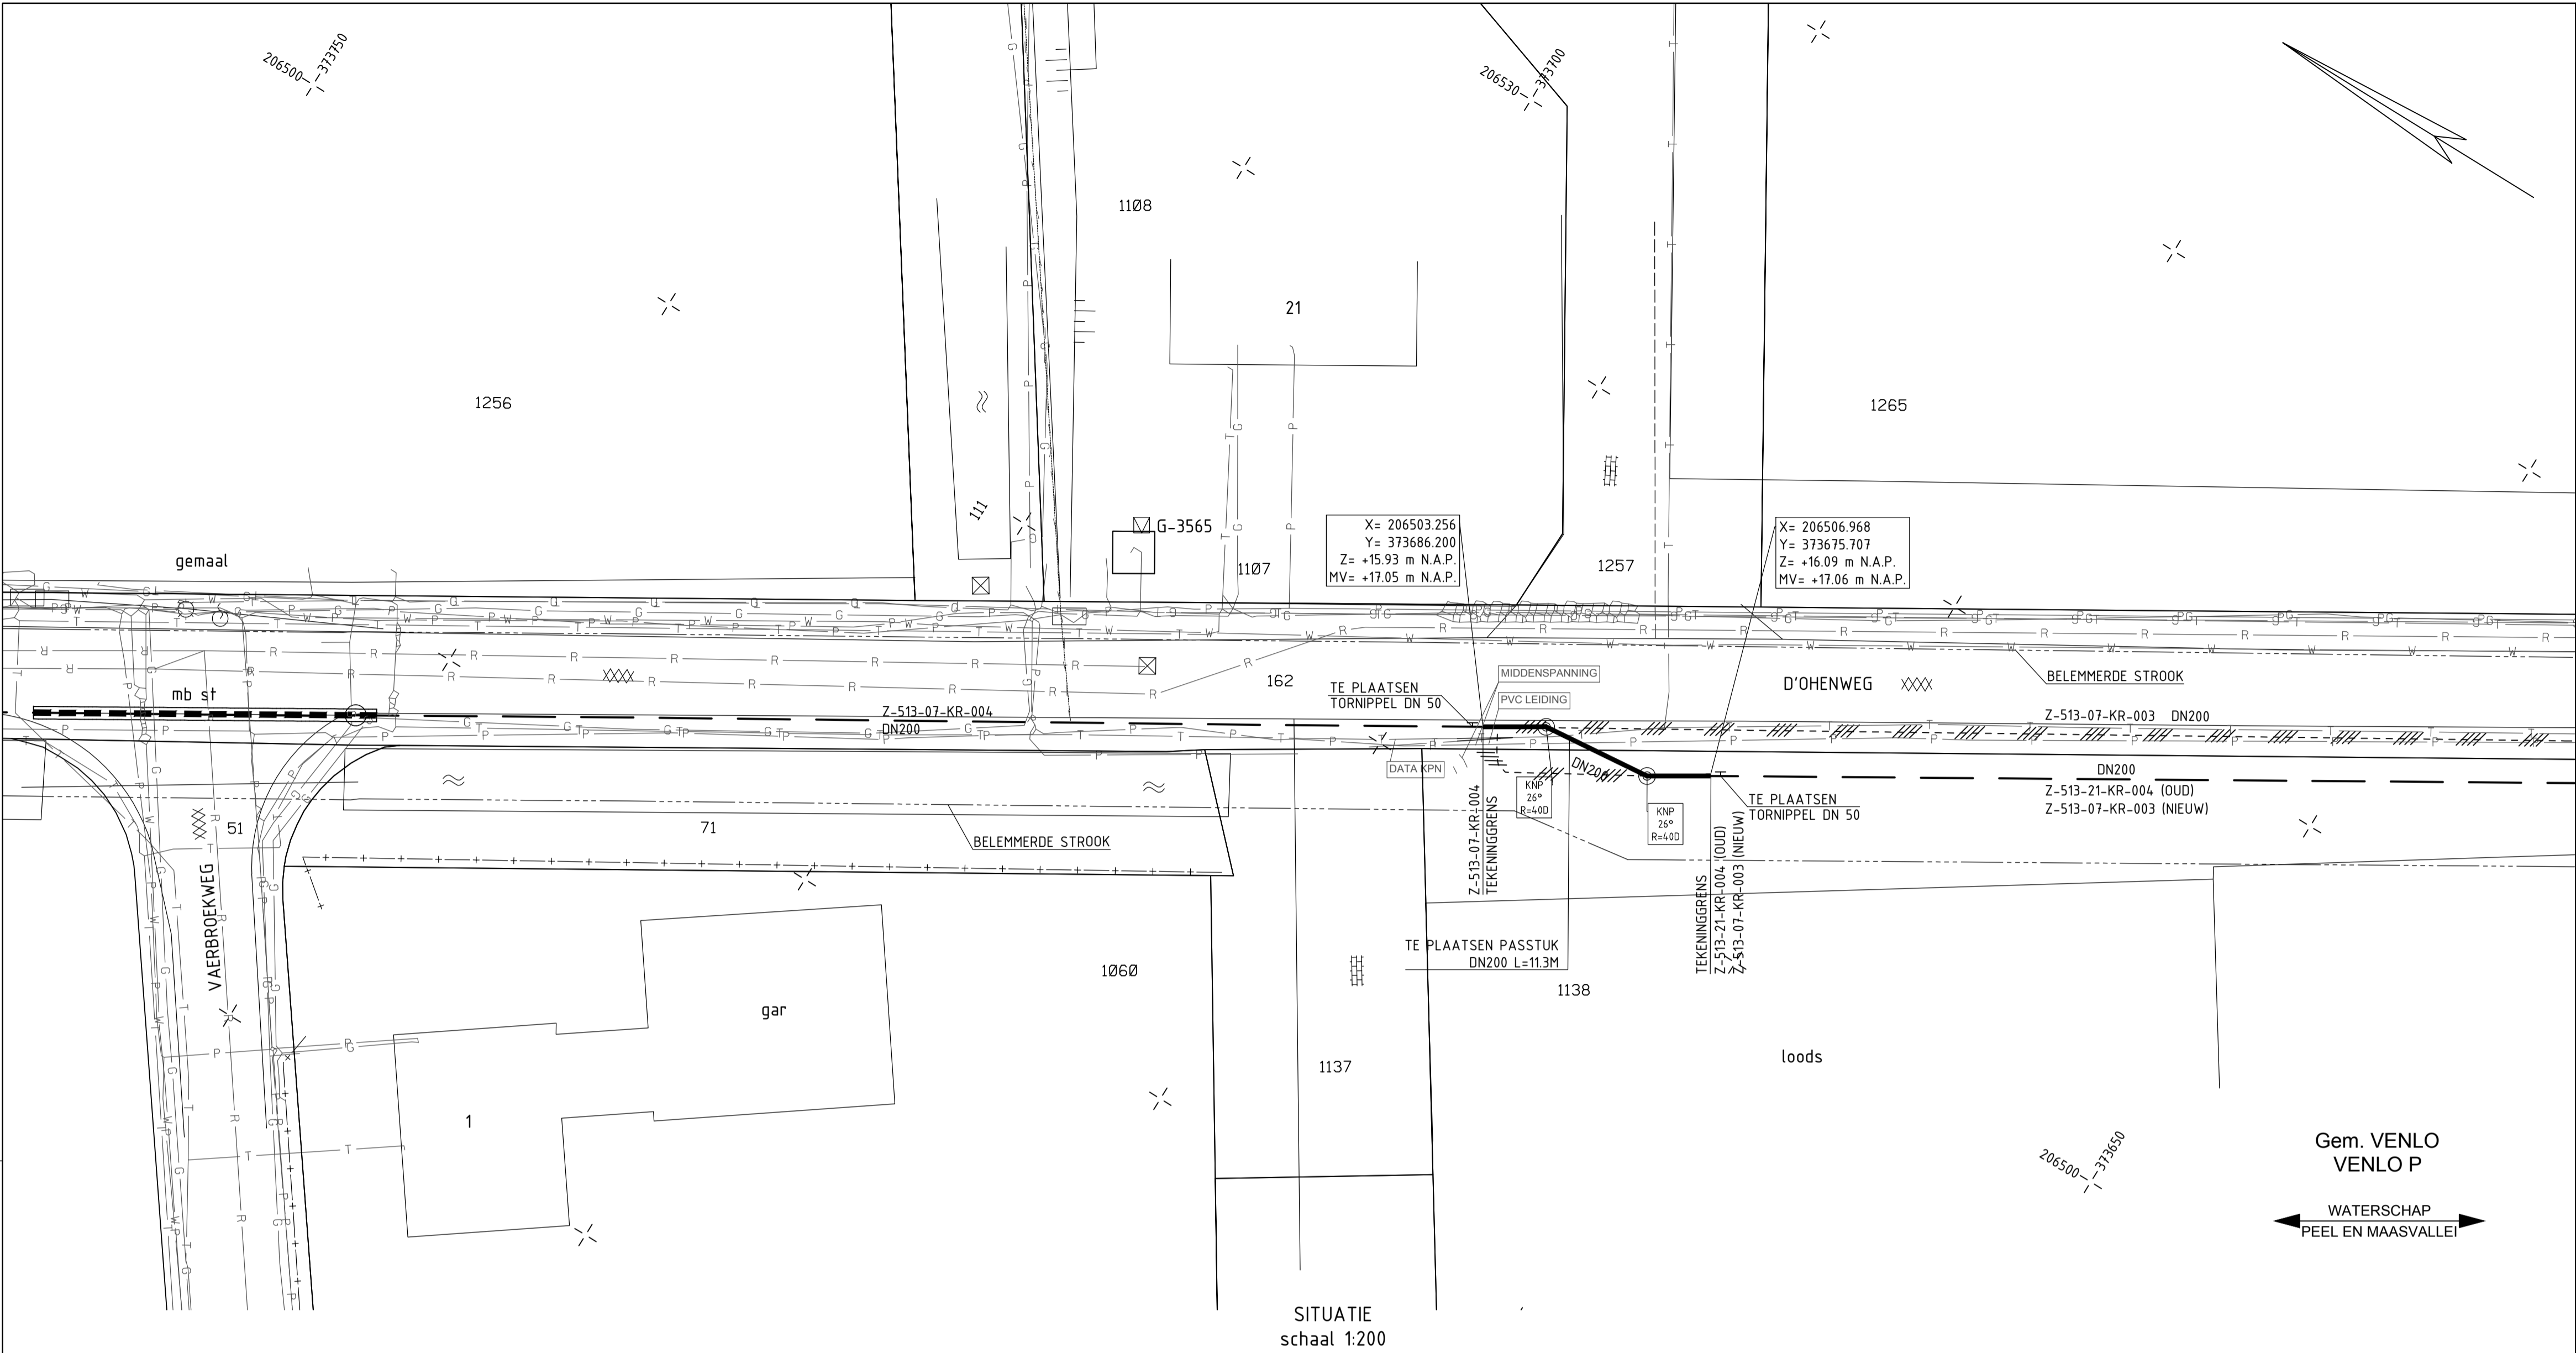 206500
373750
206530
373700
1108
21
1256
1265
111
G-3565
1107
1257
X= 206503.256
Y= 373686.200
Z= +15.93 m N.A.P.
MV= +17.05 m N.A.P.
X= 206506.968
Y= 373675.707
Z= +16.09 m N.A.P.
MV= +17.06 m N.A.P.
gemaal
mb st
162
MIDDENSPANNING
PVC LEIDING
TE PLAATSEN
TORNIPPEL DN 50
D'OHENWEG
BELEMMERDE STROOK
Z-513-07-KR-004
DN200
Z-513-07-KR-003 DN200
DATA KPN
DN200
KNP
26°
R=40D
KNP
26°
R=40D
TE PLAATSEN
TORNIPPEL DN 50
DN200
Z-513-21-KR-004 (OUD)
Z-513-07-KR-003 (NIEUW)
51
71
BELEMMERDE STROOK
VAERBROEKWEG
Z-513-07-KR-004
TEKENINGGRENS
TEKENINGGRENS
Z-513-21-KR-004 (OUD)
Z-513-07-KR-003 (NIEUW)
TE PLAATSEN PASSTUK
DN200 L=11.3M
1060
1138
gar
1
1137
loods
206500
373650
Gem. VENLO
VENLO P
WATERSCHAP
PEEL EN MAASVALLEI
SITUATIE
schaal 1:200